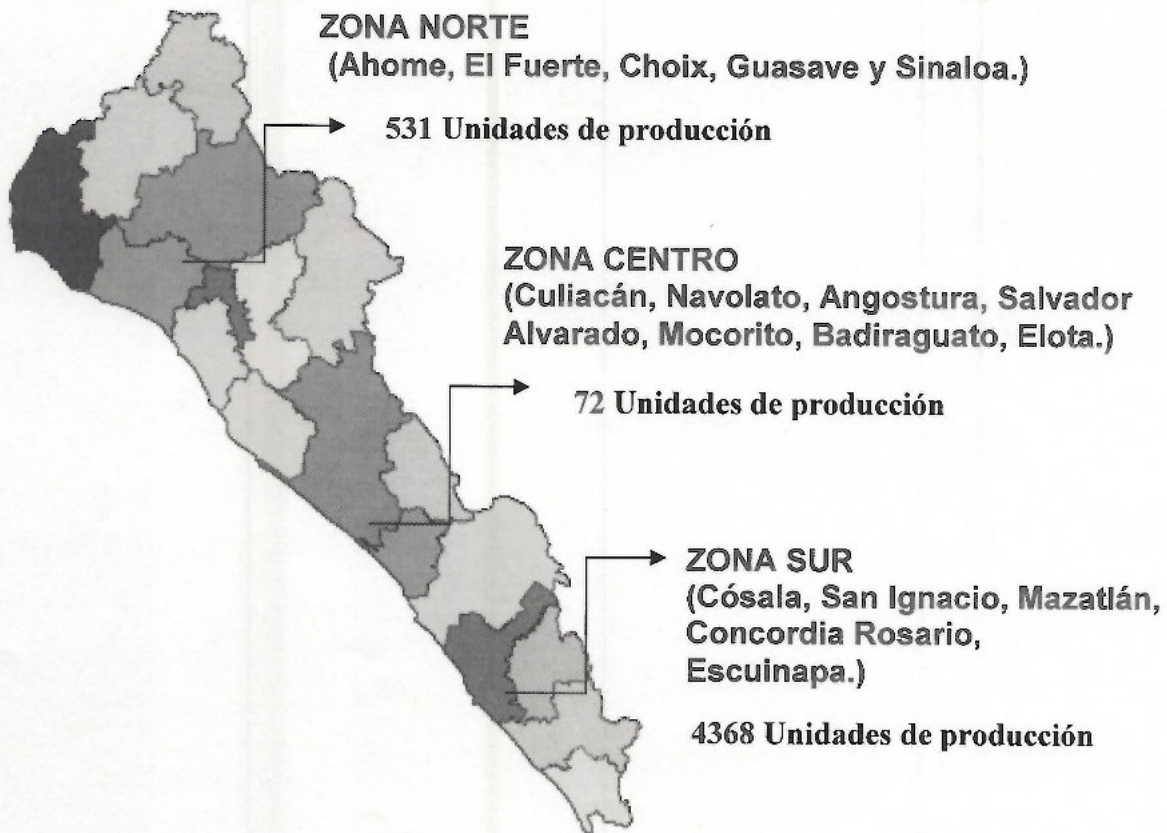 ZONA NORTE
(Ahome, El Fuerte, Choix, Guasave y Sinaloa.)
531 Unidades de producción
ZONA CENTRO
(Culiacán, Navolato, Angostura, Salvador
Alvarado, Mocorito, Badiraguato, Elota.)
72 Unidades de producción
ZONA SUR
(Cósala, San Ignacio, Mazatlán,
Concordia Rosario,
Escuinapa.)
4368 Unidades de producción